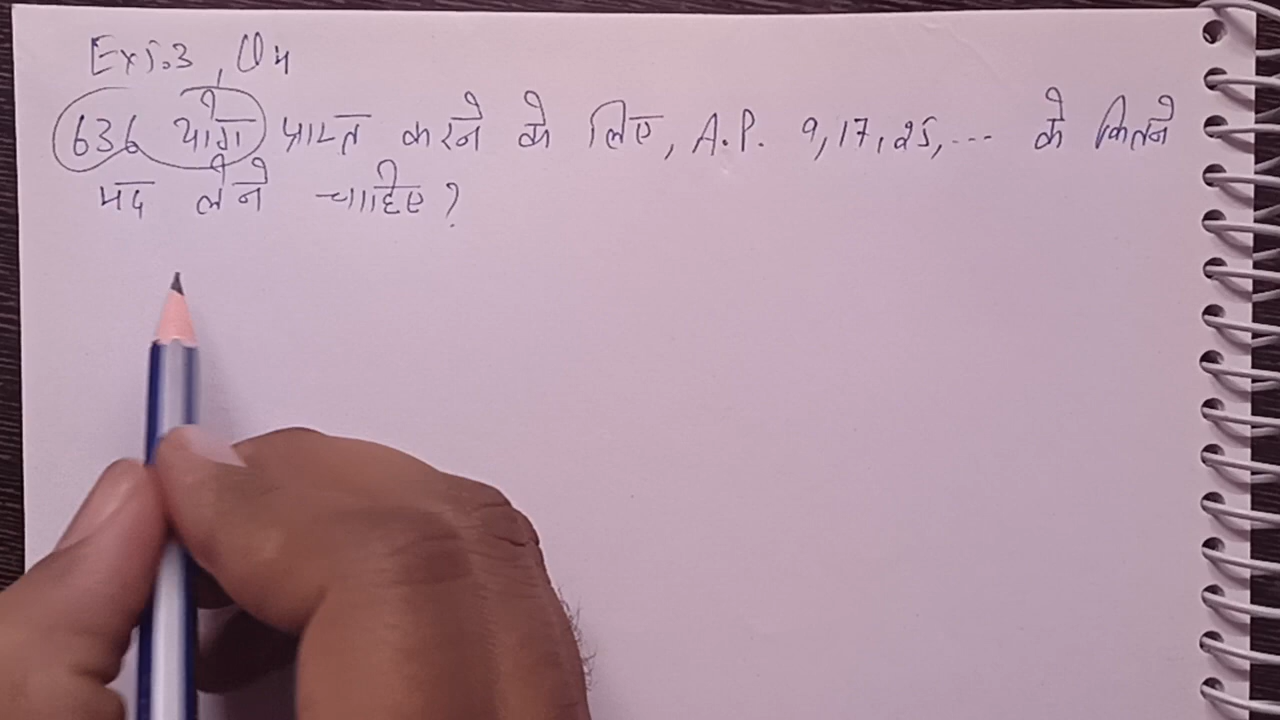 Ex 5.3, Q4
636 योग प्राप्त करने के लिए, A.P. 9, 17, 25, --- के कितने
पद लेने चाहिए?